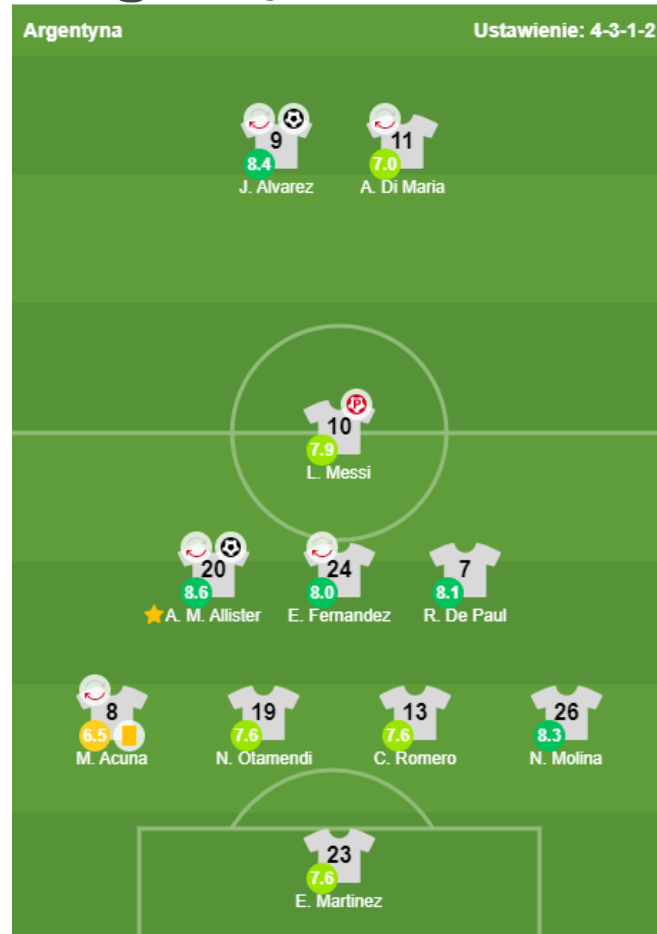 Argentyna Ustawienie: 4-3-1-2
9 11
8.4 7.0
J. Alvarez A. Di Maria
P
10
7.9
L. Messi
20 24 7
8.6 8.0 8.1
A. M. Allister E. Fernandez R. De Paul
8 19 13 26
6.5 7.6 7.6 8.3
M. Acuna N. Otamendi C. Romero N. Molina
23
7.6
E. Martinez